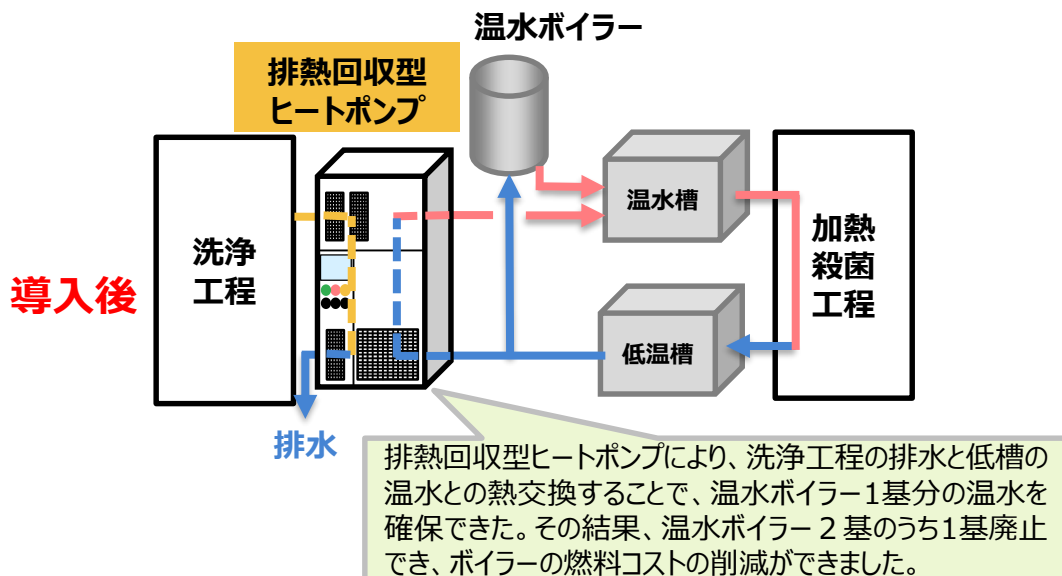 温水ボイラー
排熱回収型
ヒートポンプ
導入後
洗浄
工程
温水槽
低温槽
加熱
殺菌
工程
排水
排熱回収型ヒートポンプにより、洗浄工程の排水と低槽の
温水との熱交換することで、温水ボイラー1基分の温水を
確保できた。その結果、温水ボイラー２基のうち1基廃止
でき、ボイラーの燃料コストの削減ができました。